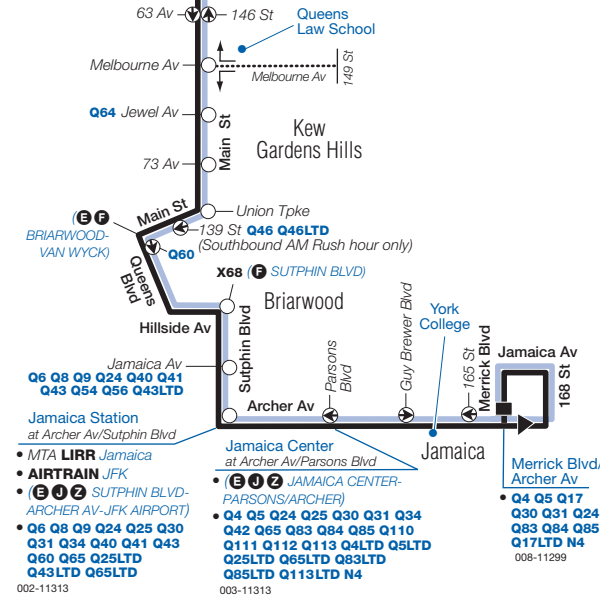 63 Av
146 St
Queens
Law School
Melbourne Av
Melbourne Av
149 St
Q64 Jewel Av
Main St
Kew
Gardens Hills
73 Av
Main St
Union Tpke
(E F
BRIARWOOD-
VAN WYCK)
139 St Q46 Q46LTD
(Southbound AM Rush hour only)
Q60
Queens
Blvd
X68 (F SUTPHIN BLVD)
Briarwood
Hillside Av
Sutphin Blvd
York
College
Parsons
Blvd
Guy Brewer Blvd
165 St
Merrick Blvd
Jamaica Av
168 St
Jamaica Av
Q6 Q8 Q9 Q24 Q40 Q41
Q43 Q54 Q56 Q43LTD
Archer Av
Jamaica
Jamaica Station
at Archer Av/Sutphin Blvd
• MTA LIRR Jamaica
• AIRTRAIN JFK
• (E J Z SUTPHIN BLVD-
ARCHER AV-JFK AIRPORT)
• Q6 Q8 Q9 Q24 Q25 Q30
Q31 Q34 Q40 Q41 Q43
Q60 Q65 Q25LTD
Q43LTD Q65LTD
002-11313
Jamaica Center
at Archer Av/Parsons Blvd
• (E J Z JAMAICA CENTER-
PARSONS/ARCHER)
• Q4 Q5 Q24 Q25 Q30 Q31 Q34
Q42 Q65 Q83 Q84 Q85 Q110
Q111 Q112 Q113 Q4LTD Q5LTD
Q25LTD Q65LTD Q83LTD
Q85LTD Q113LTD N4
003-11313
Merrick Blvd/
Archer Av
• Q4 Q5 Q17
Q30 Q31 Q24
Q83 Q84 Q85
Q17LTD N4
008-11299